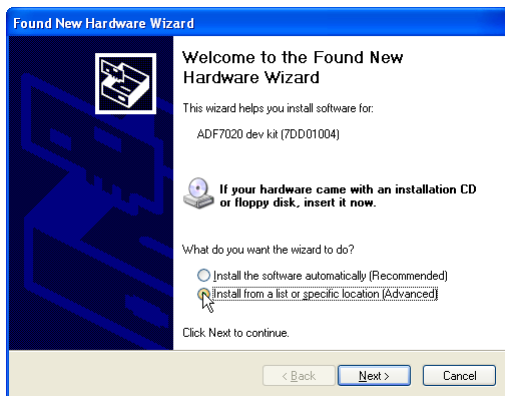 Found New Hardware Wizard
Welcome to the Found New
Hardware Wizard
This wizard helps you install software for:
ADF7020 dev kit (7DD01004)
If your hardware came with an installation CD
or floppy disk, insert it now.
What do you want the wizard to do?
Install the software automatically (Recommended)
Install from a list or specific location (Advanced)
Click Next to continue.
< Back Next > Cancel